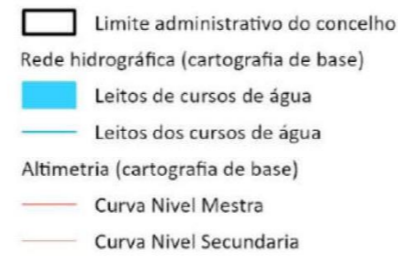 Limite administrativo do concelho
Rede hidrográfica (cartografia de base)
Leitos de cursos de água
Leitos dos cursos de água
Altimetria (cartografia de base)
Curva Nivel Mestra
Curva Nivel Secundaria